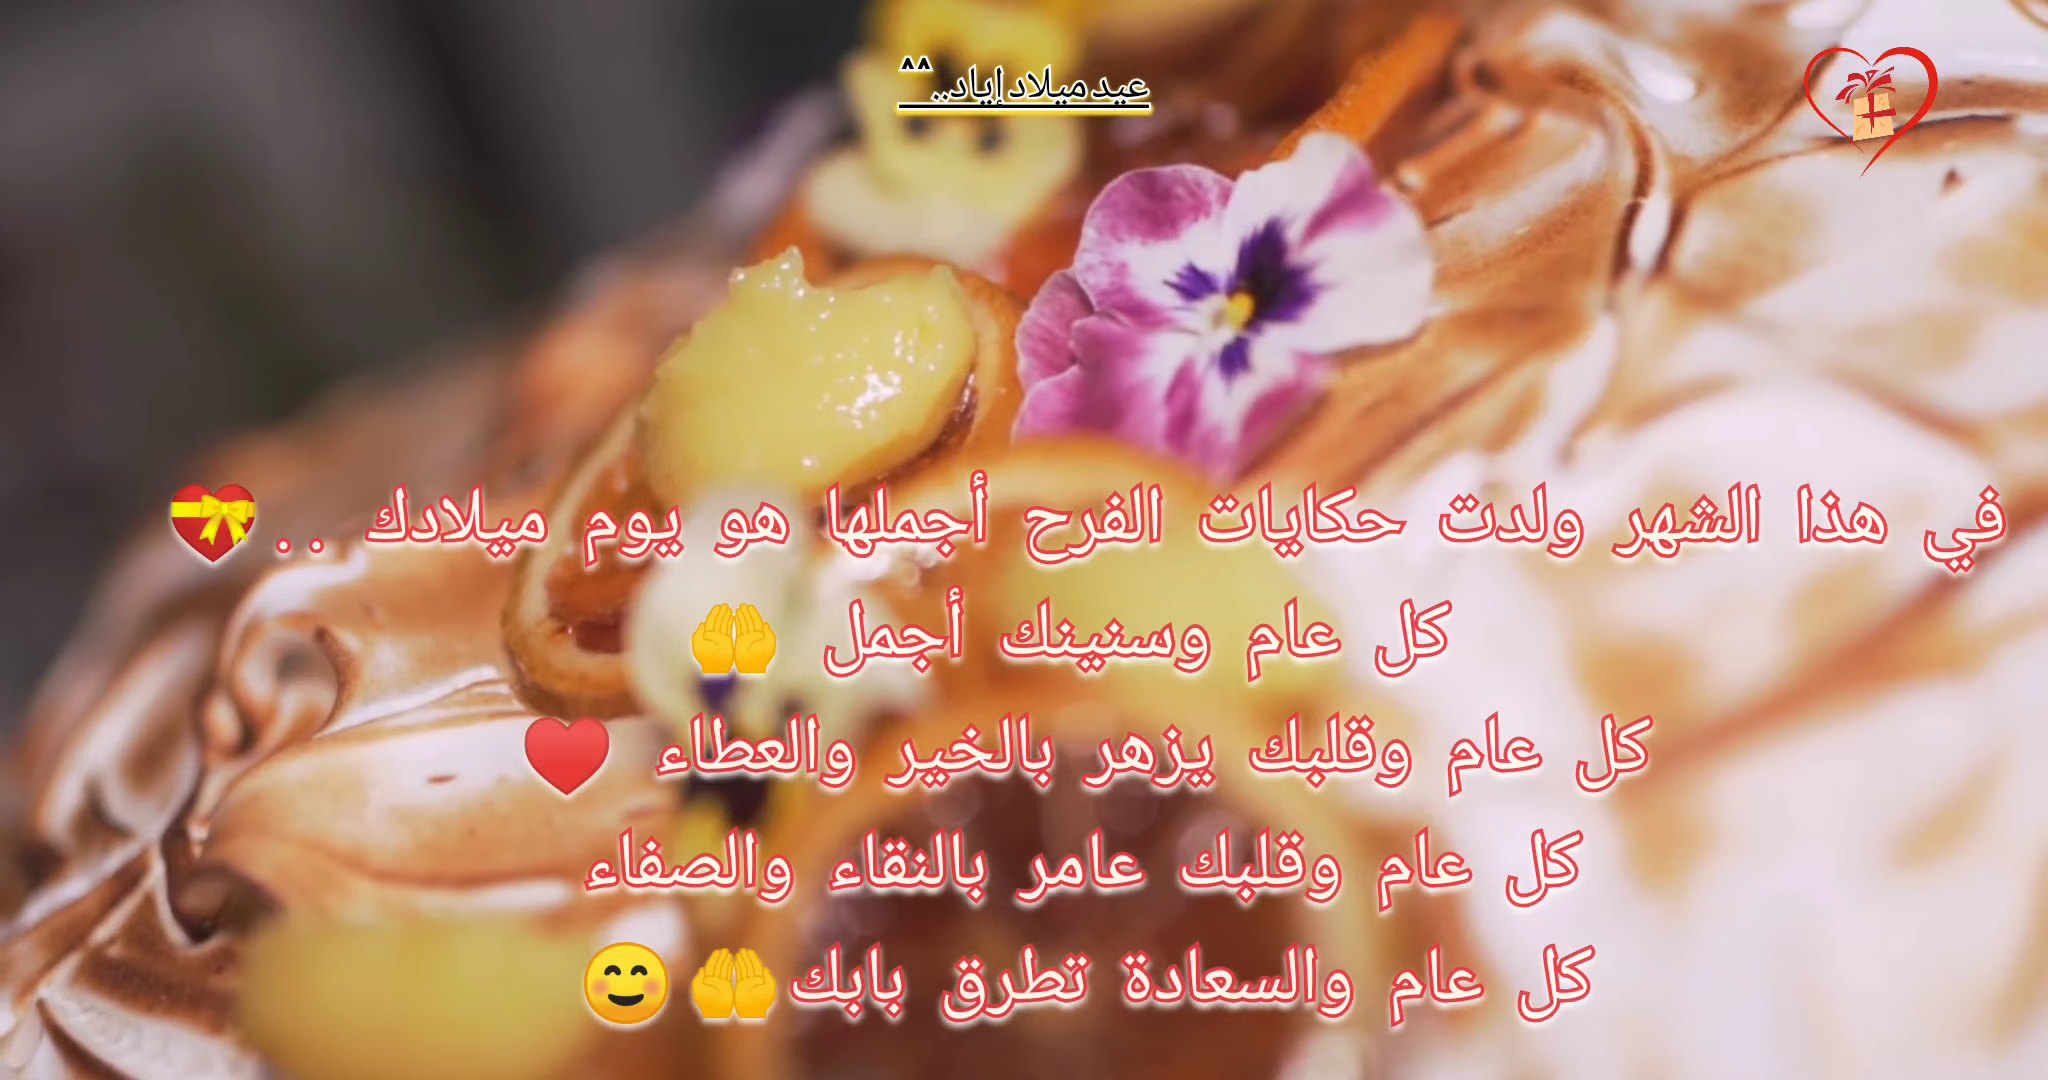 عيد ميلاد إياد.. ^^
في هذا الشهر ولدت حكايات الفرح أجملها هو يوم ميلادك .. 💝
كل عام وسنينك أجمل 🤲
كل عام وقلبك يزهر بالخير والعطاء ❤️
كل عام وقلبك عامر بالنقاء والصفاء
كل عام والسعادة تطرق بابك 🤲 😊